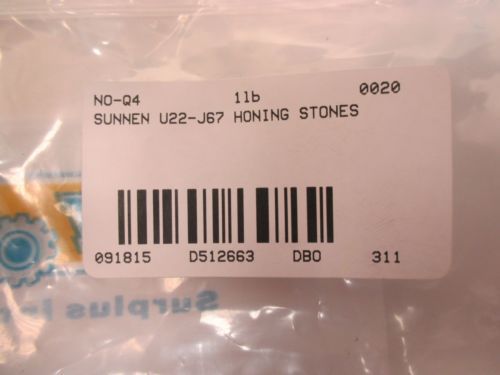 NO-Q4 1lb 0020
SUNNEN U22-J67 HONING STONES
091815 D512663 DBO 311
Surplus